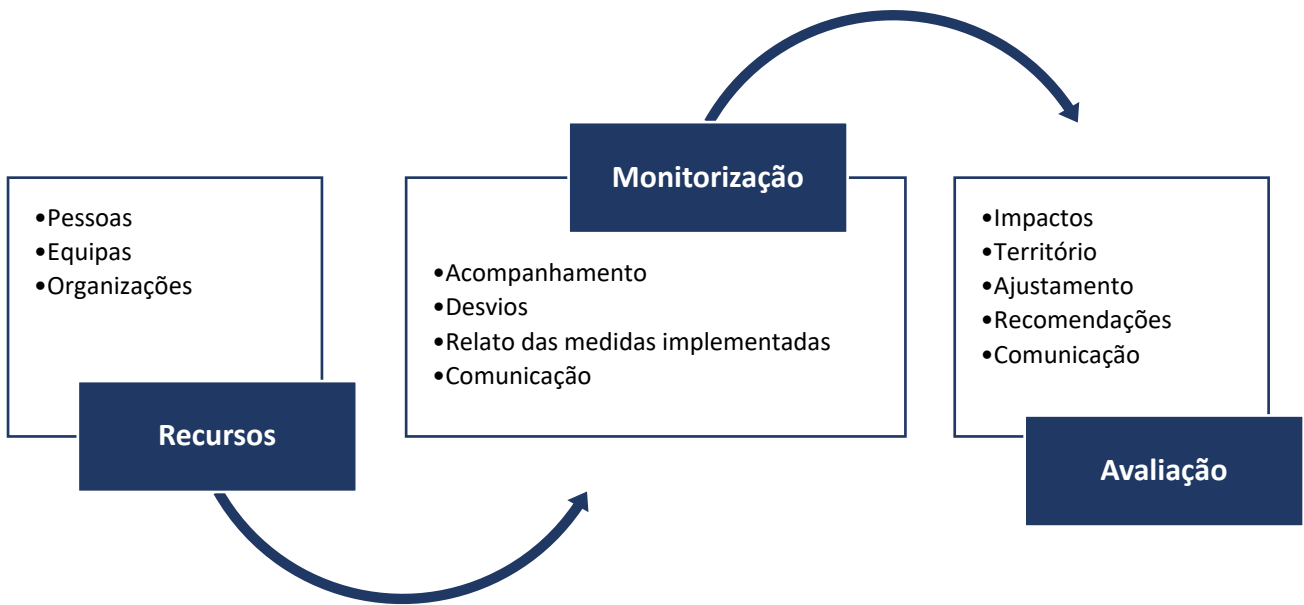 •Pessoas
•Equipas
•Organizações
Recursos
Monitorização
•Acompanhamento
•Desvios
•Relato das medidas implementadas
•Comunicação
•Impactos
•Território
•Ajustamento
•Recomendações
•Comunicação
Avaliação